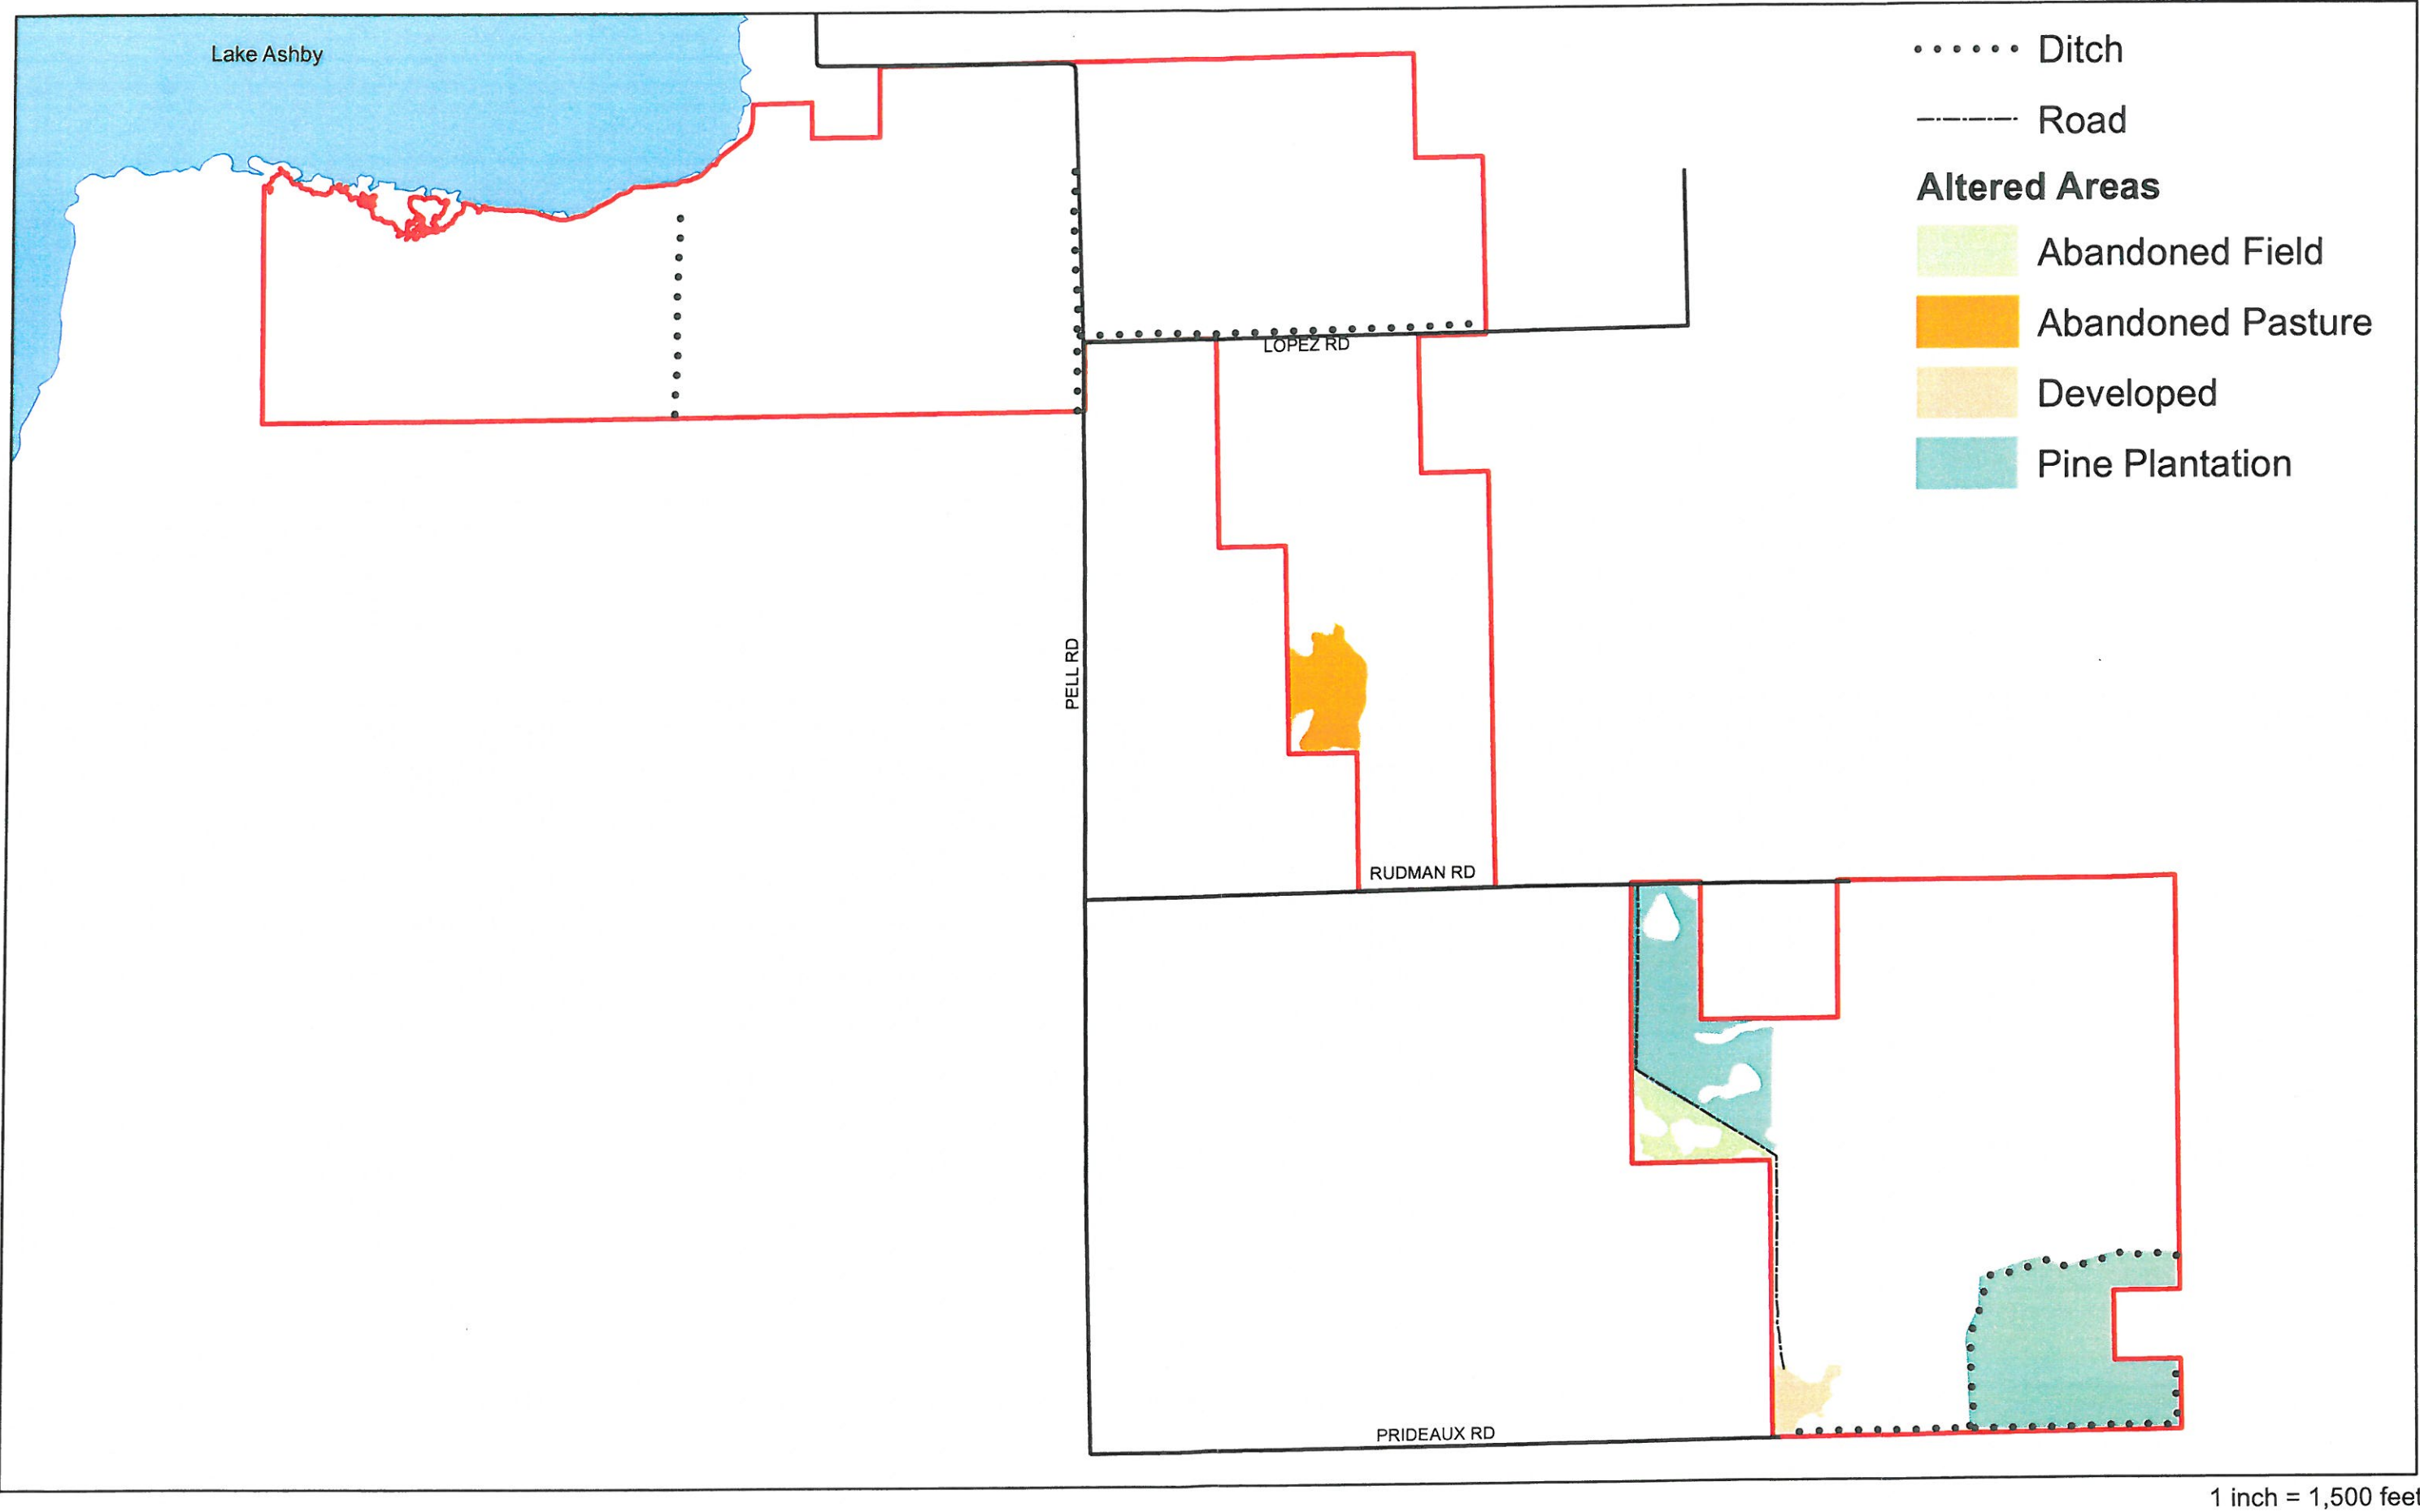 Lake Ashby
Ditch
Road
Altered Areas
Abandoned Field
Abandoned Pasture
Developed
Pine Plantation
LOPEZ RD
PELL RD
RUDMAN RD
PRIDEAUX RD
1 inch = 1,500 feet